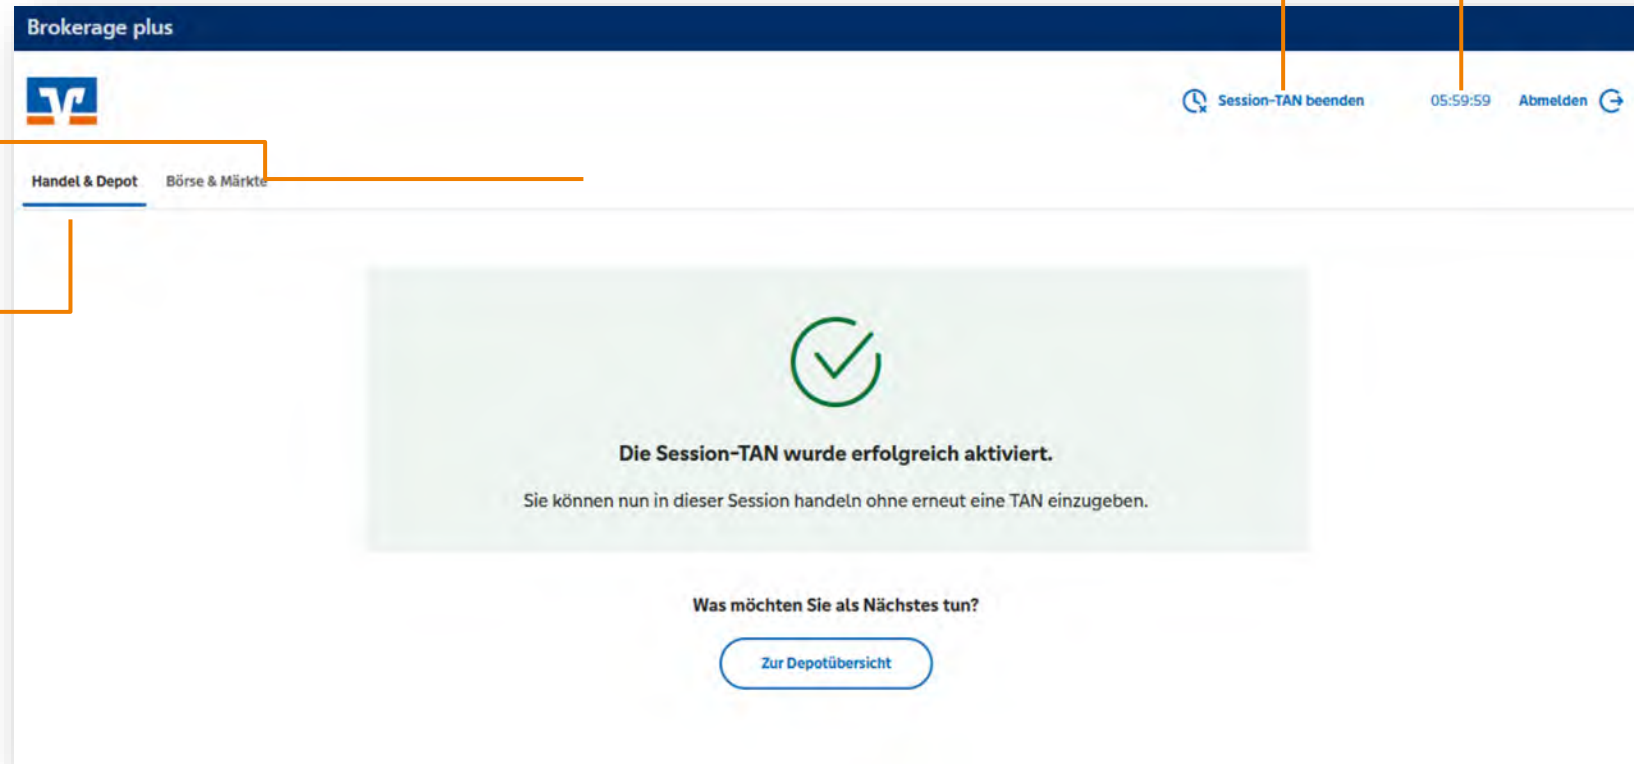 Brokerage plus
Session-TAN beenden 05:59:59 Abmelden
Handel & Depot Börse & Märkte
Die Session-TAN wurde erfolgreich aktiviert.
Sie können nun in dieser Session handeln ohne erneut eine TAN einzugeben.
Was möchten Sie als Nächstes tun?
Zur Depotübersicht